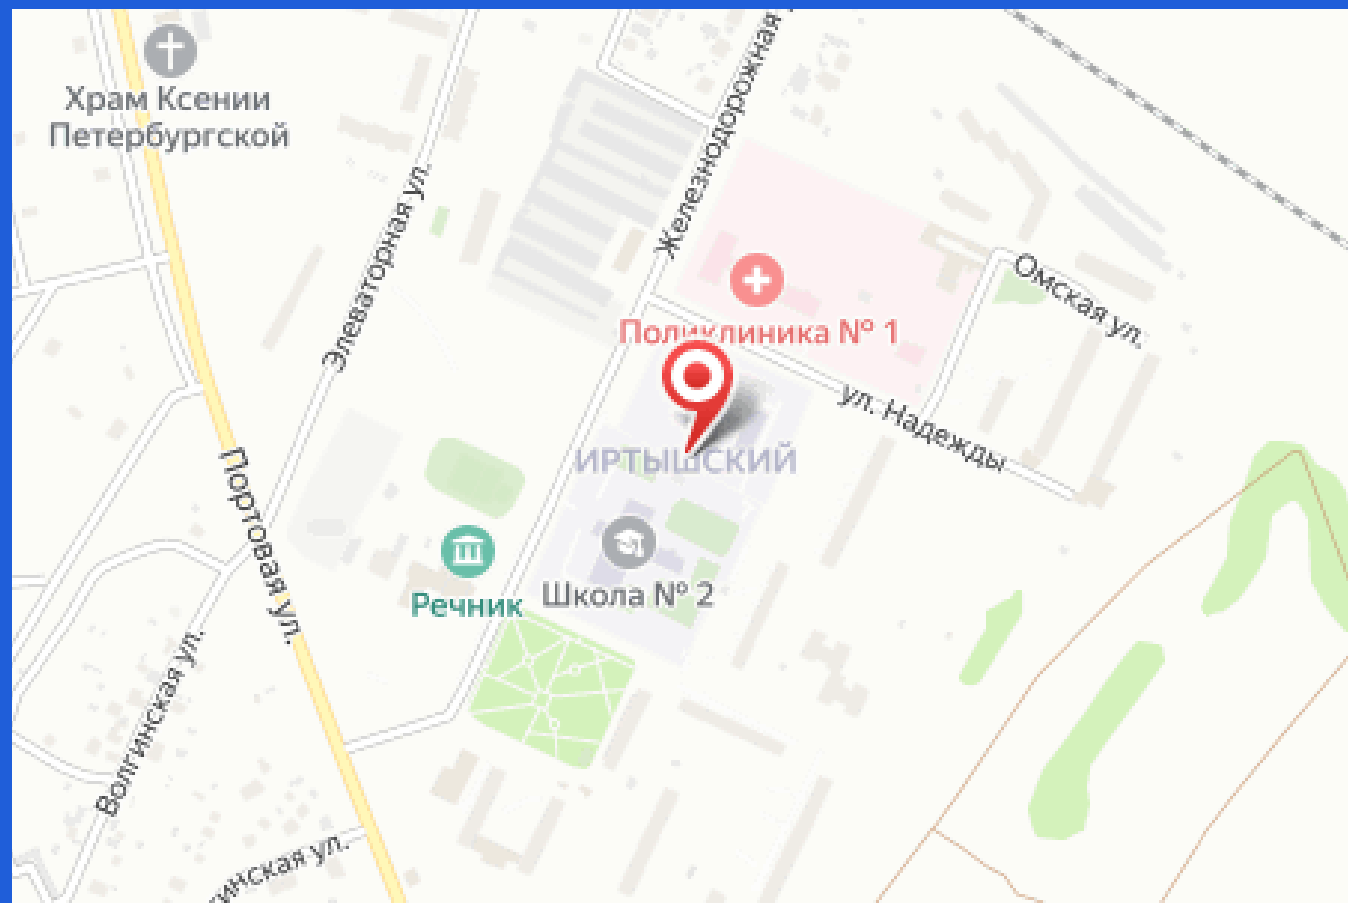 Храм Ксении
Петербургской
Железнодорожная
Элеваторная ул.
Омская ул.
Поликлиника № 1
ул. Надежды
ИРТЫШСКИЙ
Портовая ул.
Школа № 2
Речник
Волгинская ул.
ул.